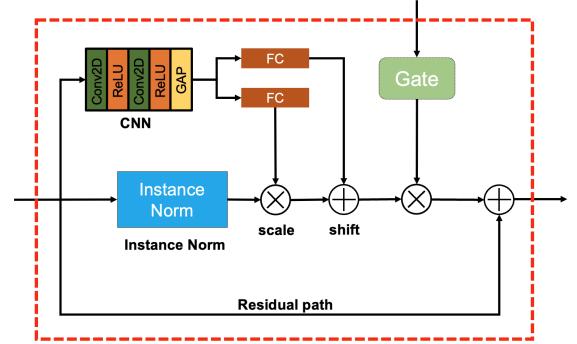 Conv2D
ReLU
Conv2D
ReLU
GAP
CNN
FC
FC
Gate
Instance
Norm
Instance Norm
scale
shift
Residual path